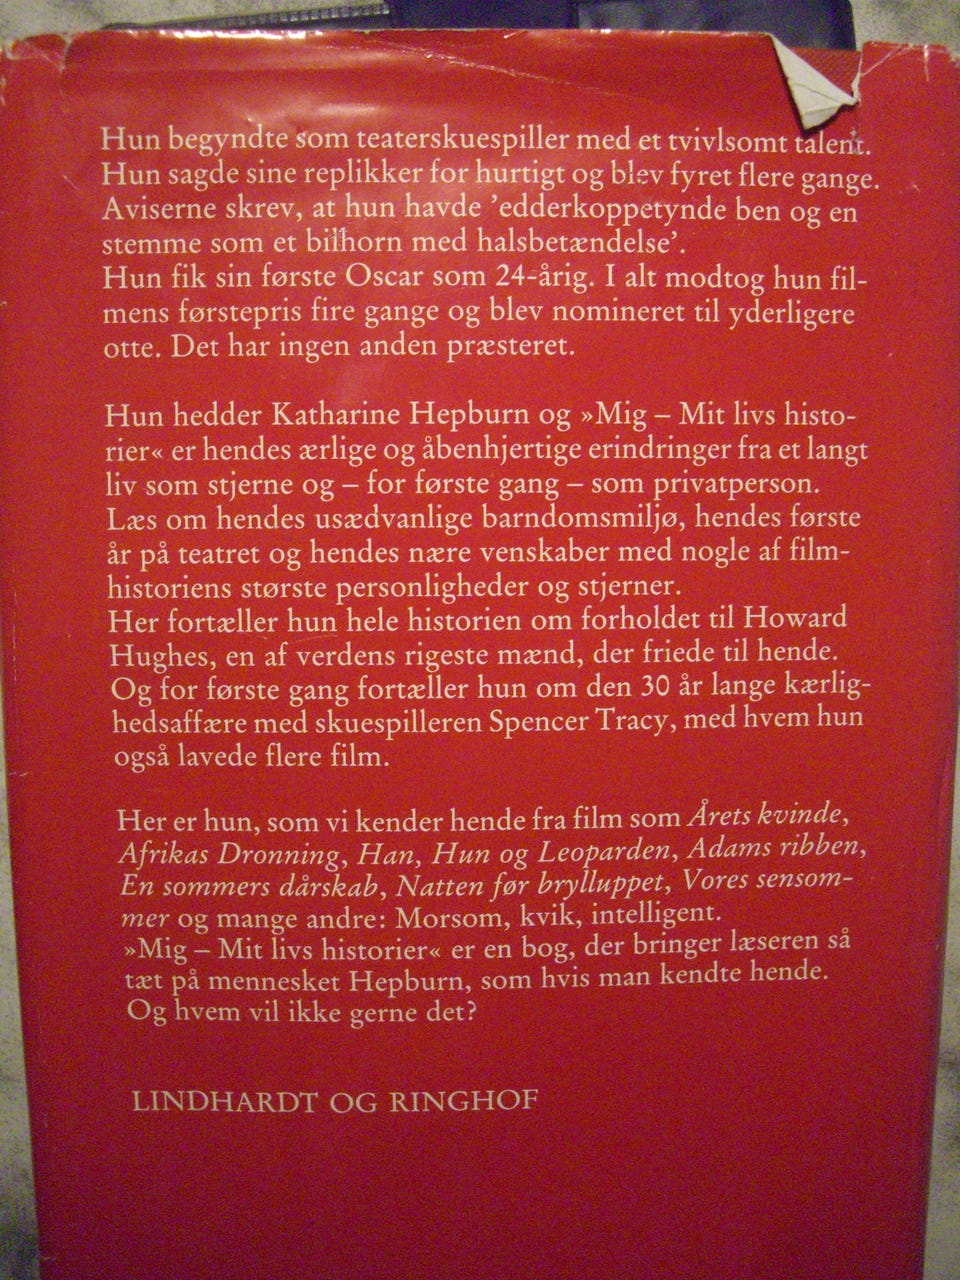 Hun begyndte som teaterskuespiller med et tvivlsomt talent.
Hun sagde sine replikker for hurtigt og blev fyret flere gange.
Aviserne skrev, at hun havde ’edderkoppetynde ben og en
stemme som et bilhorn med halsbetændelse’.
Hun fik sin første Oscar som 24-årig. I alt modtog hun fil-
mens førstepris fire gange og blev nomineret til yderligere
otte. Det har ingen anden præsteret.
Hun hedder Katharine Hepburn og »Mig – Mit livs histo-
rier« er hendes ærlige og åbenhjertige erindringer fra et langt
liv som stjerne og – for første gang – som privatperson.
Læs om hendes usædvanlige barndomsmiljø, hendes første
år på teatret og hendes nære venskaber med nogle af film-
historiens største personligheder og stjerner.
Her fortæller hun hele historien om forholdet til Howard
Hughes, en af verdens rigeste mænd, der friede til hende.
Og for første gang fortæller hun om den 30 år lange kærlig-
hedsaffære med skuespilleren Spencer Tracy, med hvem hun
også lavede flere film.
Her er hun, som vi kender hende fra film som Årets kvinde,
Afrikas Dronning, Han, Hun og Leoparden, Adams ribben,
En sommers dårskab, Natten før brylluppet, Vores sensom-
mer og mange andre: Morsom, kvik, intelligent.
»Mig – Mit livs historier« er en bog, der bringer læseren så
tæt på mennesket Hepburn, som hvis man kendte hende.
Og hvem vil ikke gerne det?
LINDHARDT OG RINGHOF